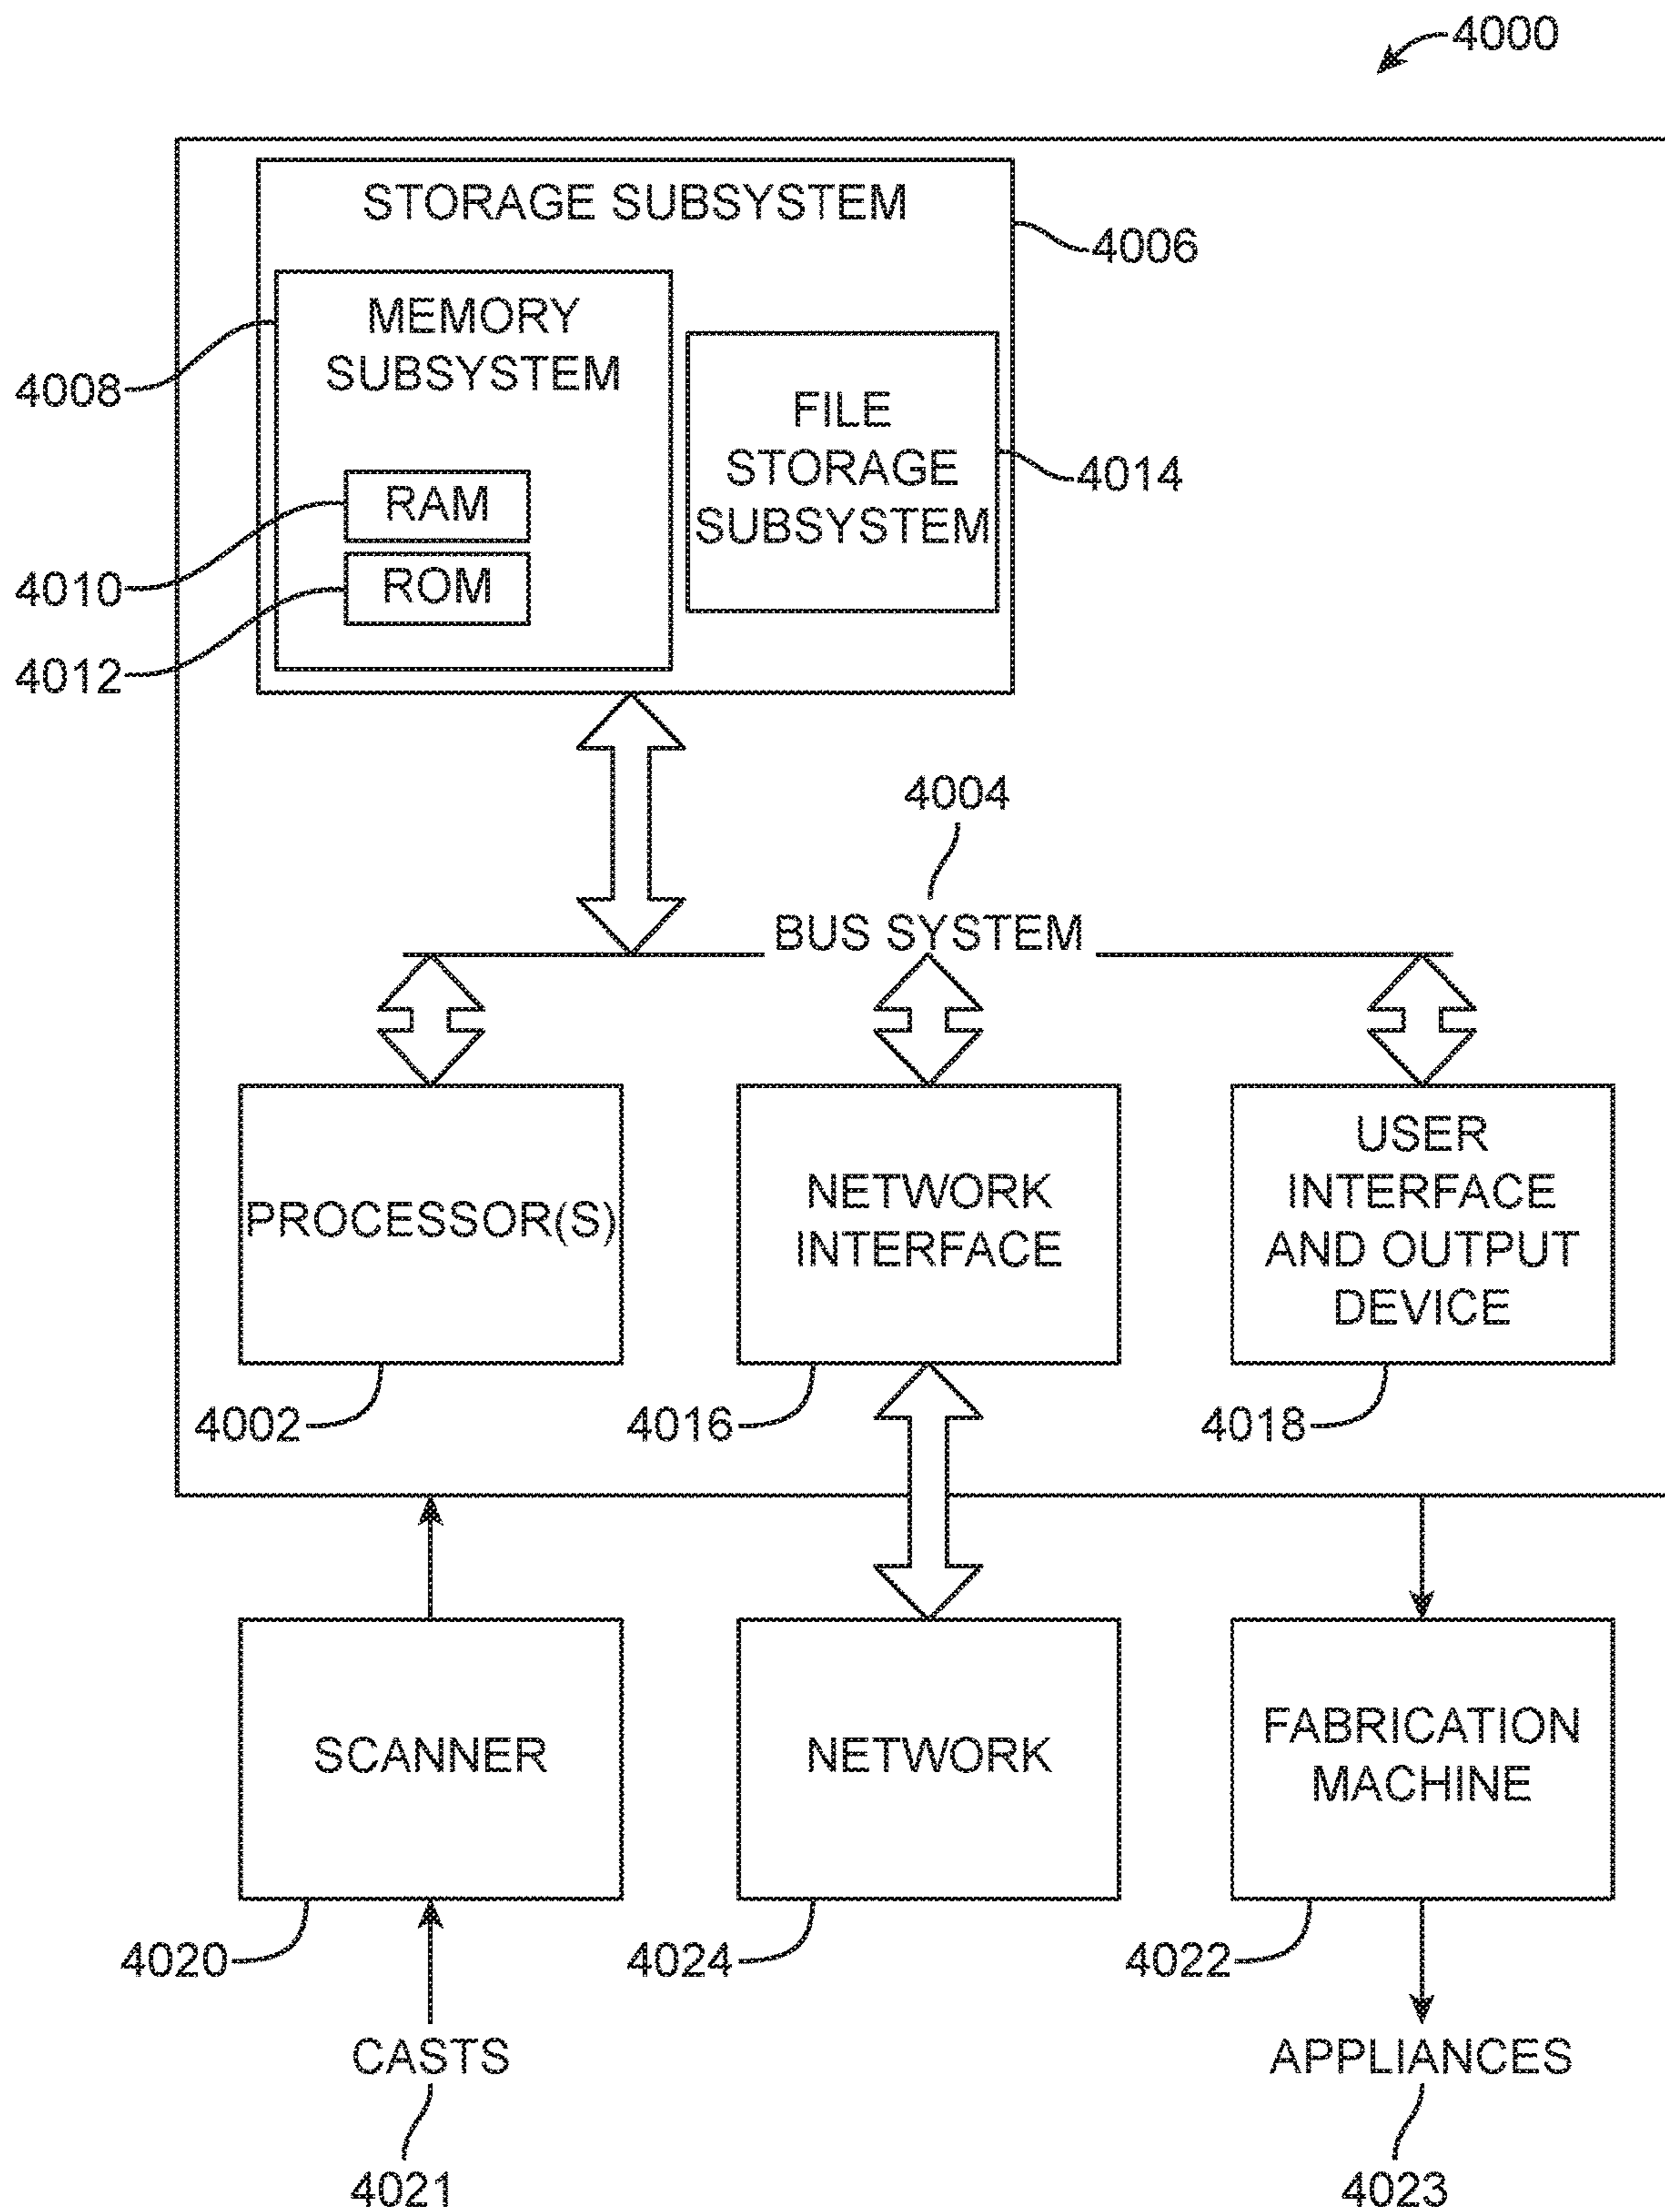 4000
STORAGE SUBSYSTEM
4006
MEMORY
SUBSYSTEM
4008
FILE
STORAGE
SUBSYSTEM
4014
RAM
4010
ROM
4012
4004
BUS SYSTEM
PROCESSOR(S)
4002
NETWORK
INTERFACE
4016
USER
INTERFACE
AND OUTPUT
DEVICE
4018
SCANNER
4020
NETWORK
4024
FABRICATION
MACHINE
4022
CASTS
4021
APPLIANCES
4023